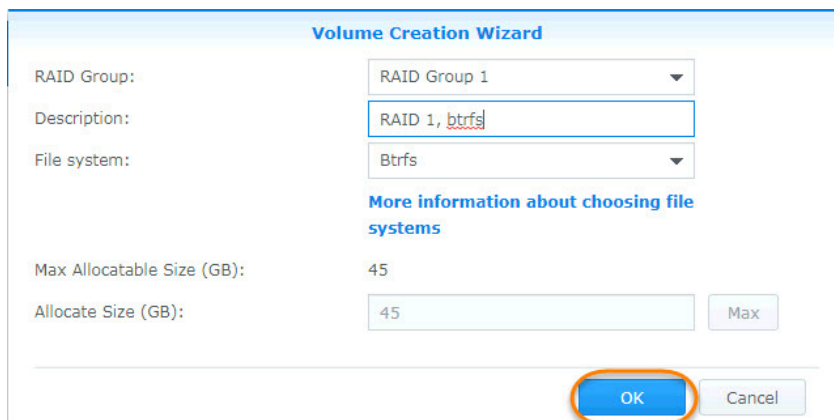 Volume Creation Wizard
RAID Group: RAID Group 1
Description: RAID 1, btrfs
File system: Btrfs
More information about choosing file
systems
Max Allocatable Size (GB): 45
Allocate Size (GB): 45 Max
OK Cancel